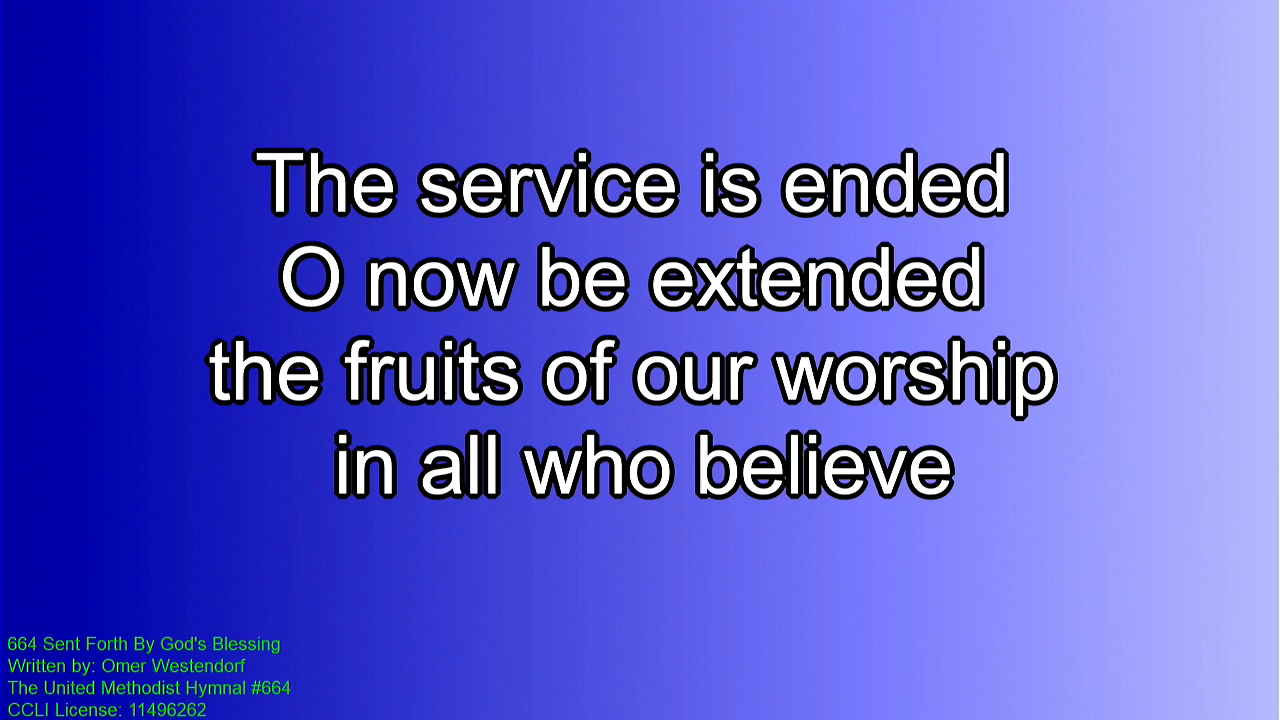 The service is ended
O now be extended
the fruits of our worship
in all who believe
664 Sent Forth By God's Blessing
Written by: Omer Westendorf
The United Methodist Hymnal #664
CCLI License: 11496262